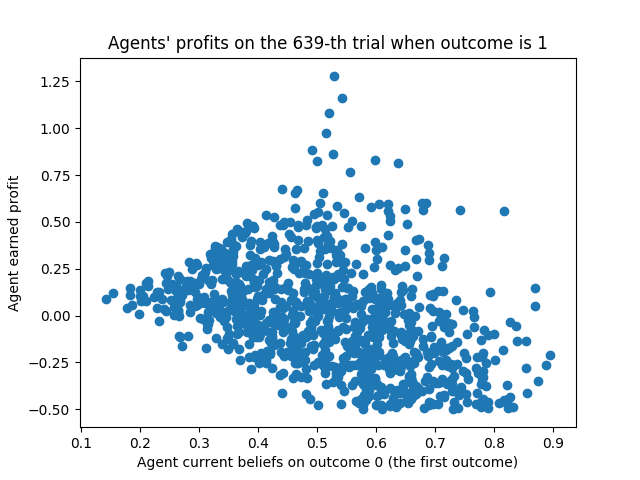 Agents' profits on the 639-th trial when outcome is 1
1.25
1.00
0.75
0.50
0.25
0.00
−0.25
−0.50
Agent earned profit
0.1 0.2 0.3 0.4 0.5 0.6 0.7 0.8 0.9
Agent current beliefs on outcome 0 (the first outcome)